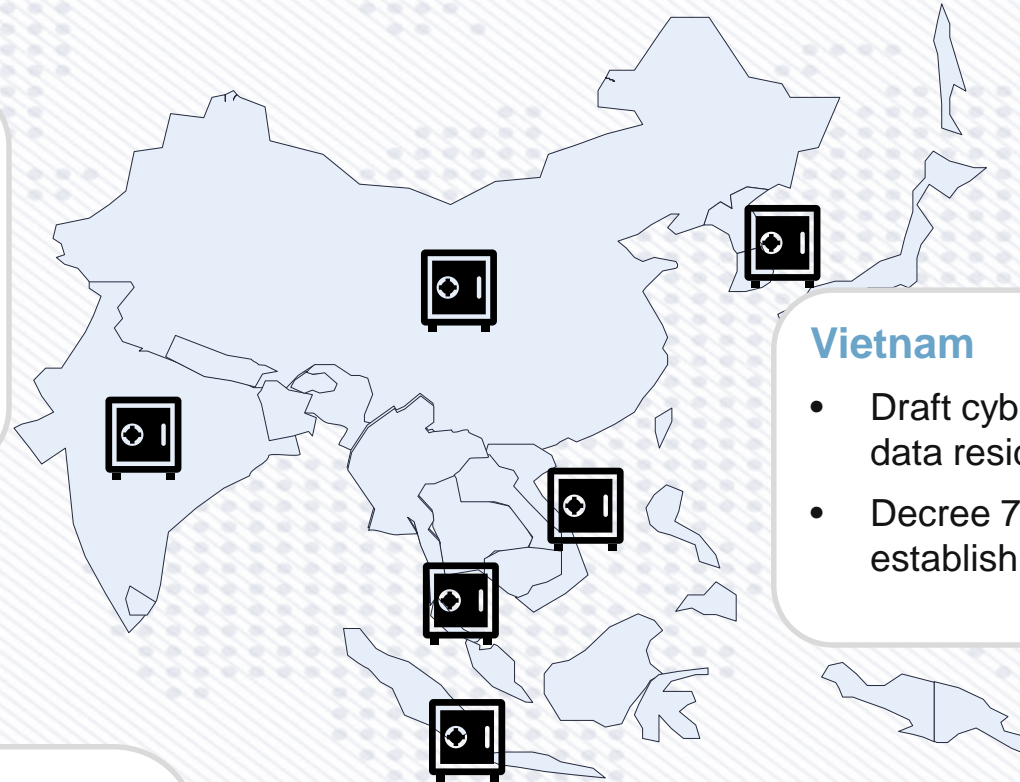 Vietnam
• Draft cyb
data resid
• Decree 7
establish